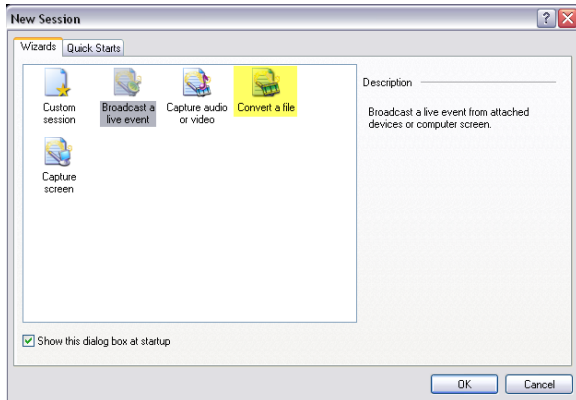 New Session
Wizards Quick Starts
Custom session
Broadcast a live event
Capture audio or video
Convert a file
Capture screen
Description
Broadcast a live event from attached
devices or computer screen.
Show this dialog box at startup
OK Cancel